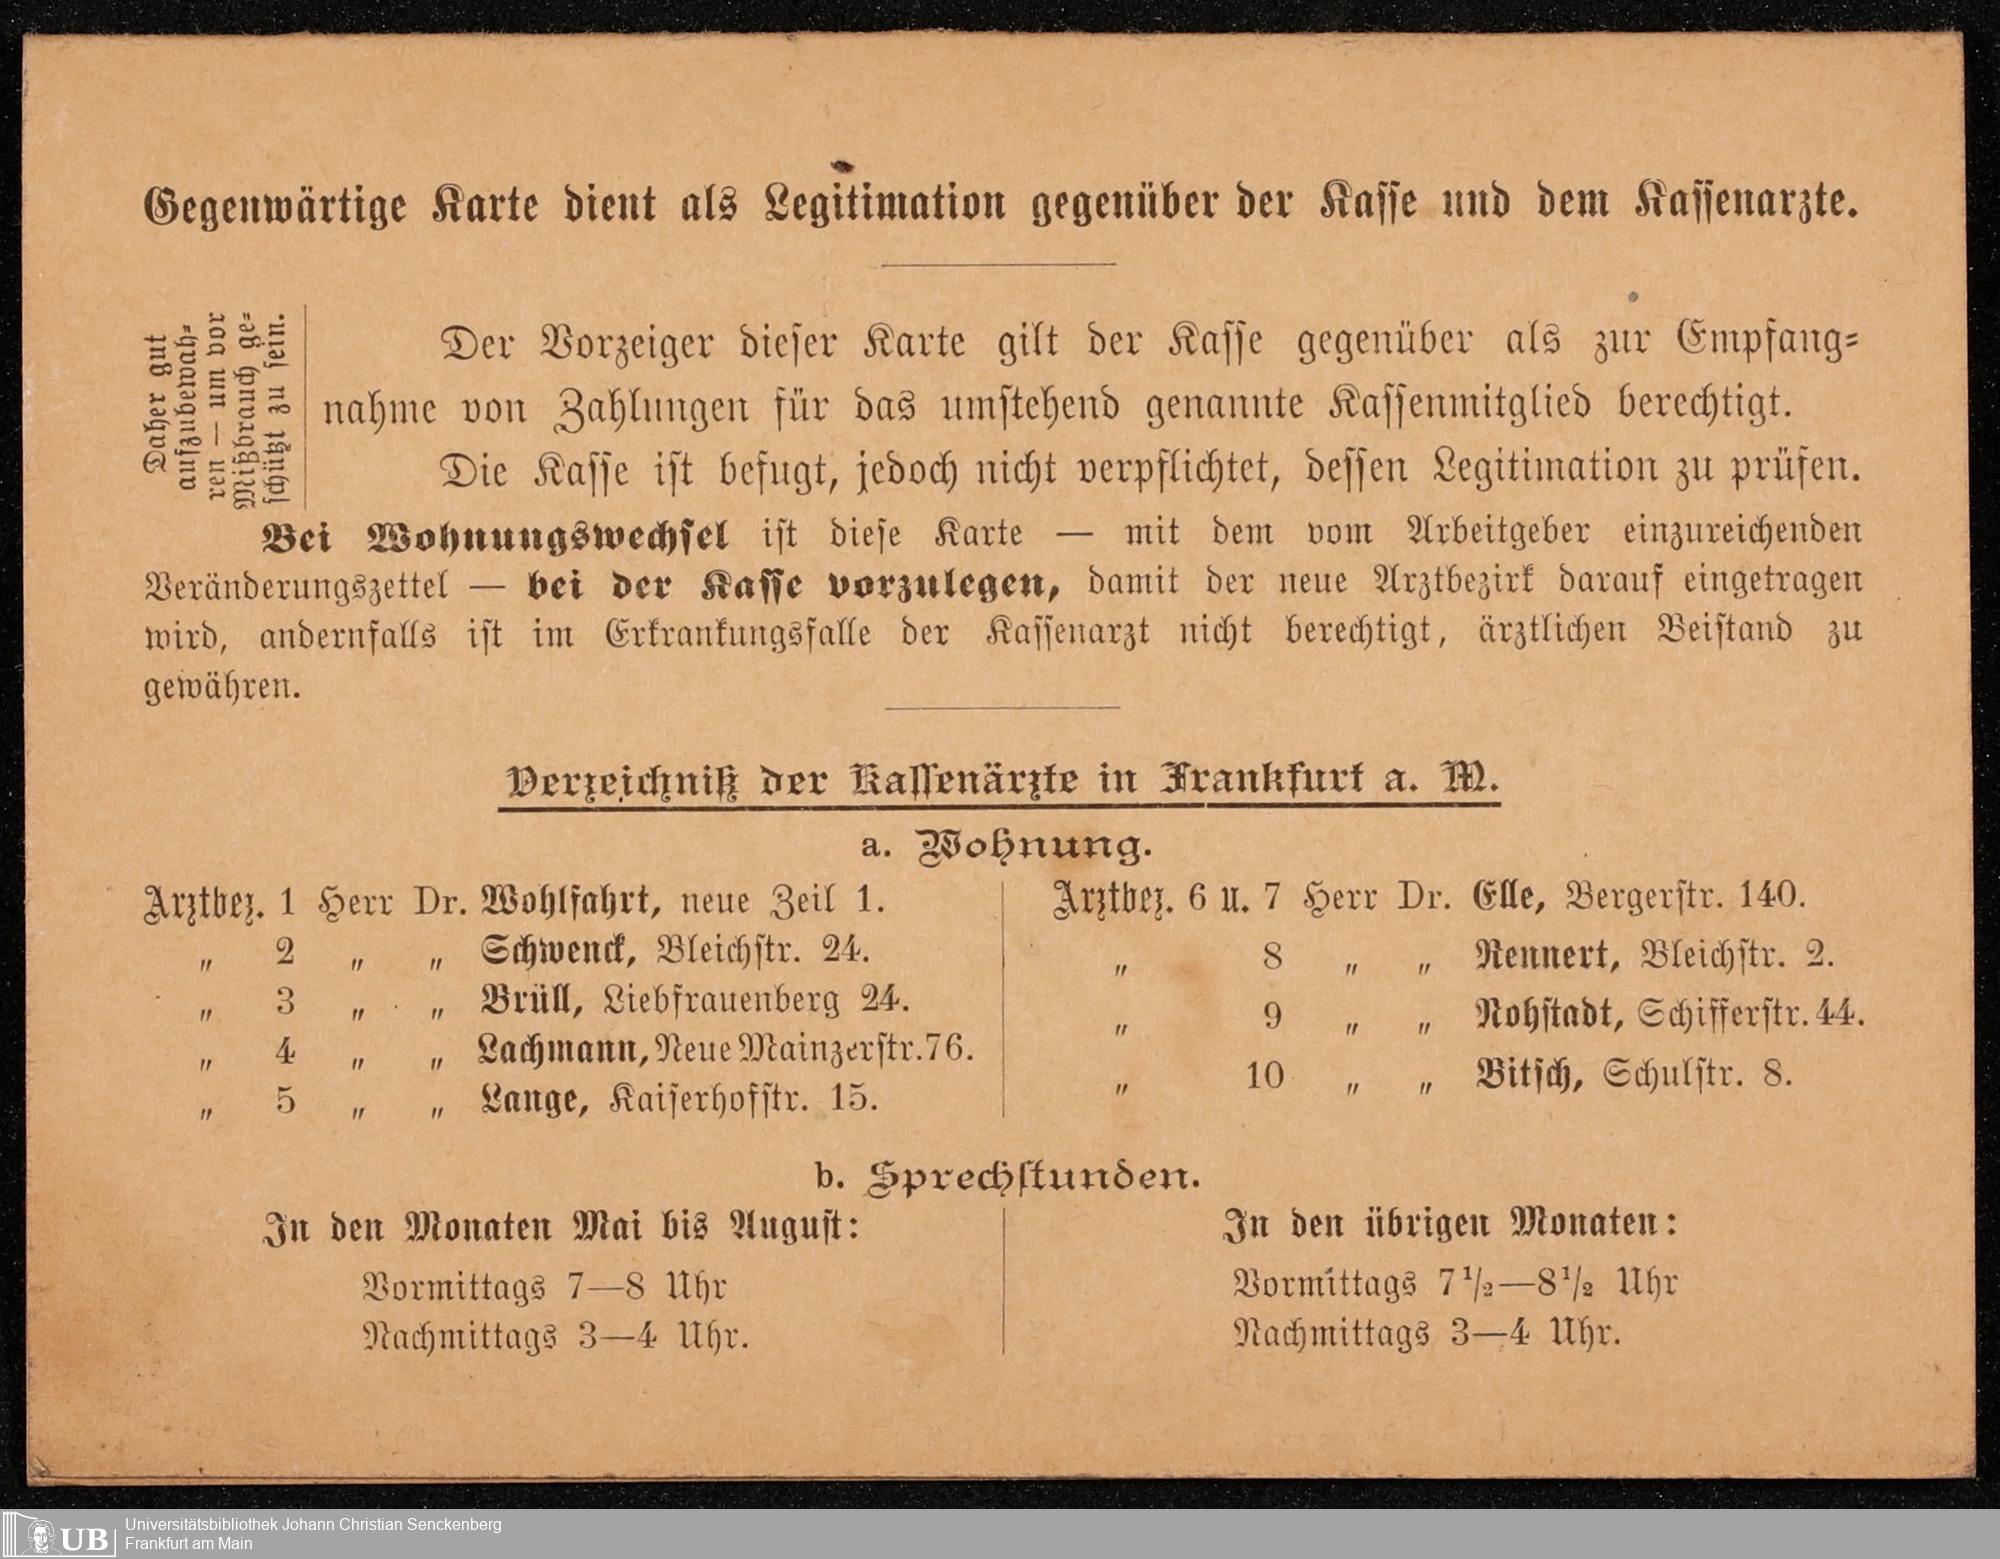 Gegenwärtige Karte dient als Legitimation gegenüber der Kasse und dem Kassenarzte.
Daher gut
aufzubewah-
ren — um vor
Mißbrauch ge-
schützt zu sein.
Der Vorzeiger dieser Karte gilt der Kasse gegenüber als zur Empfang-
nahme von Zahlungen für das umstehend genannte Kassenmitglied berechtigt.
Die Kasse ist befugt, jedoch nicht verpflichtet, dessen Legitimation zu prüfen.
Bei Wohnungswechsel ist diese Karte — mit dem vom Arbeitgeber einzureichenden
Veränderungszettel — bei der Kasse vorzulegen, damit der neue Arztbezirk darauf eingetragen
wird, andernfalls ist im Erkrankungsfalle der Kassenarzt nicht berechtigt, ärztlichen Beistand zu
gewähren.
Verzeichniß der Kassenärzte in Frankfurt a. M.
a. Wohnung.
Arztbez. 1 Herr Dr. Wohlfahrt, neue Zeil 1.
„ 2 „ „ Schwenck, Bleichstr. 24.
„ 3 „ „ Brüll, Liebfrauenberg 24.
„ 4 „ „ Lachmann, Neue Mainzerstr. 76.
„ 5 „ „ Lange, Kaiserhofstr. 15.
Arztbez. 6 u. 7 Herr Dr. Elle, Bergerstr. 140.
„ 8 „ „ Rennert, Bleichstr. 2.
„ 9 „ „ Nohstadt, Schifferstr. 44.
„ 10 „ „ Bitsch, Schulstr. 8.
b. Sprechstunden.
In den Monaten Mai bis August:
Vormittags 7—8 Uhr
Nachmittags 3—4 Uhr.
In den übrigen Monaten:
Vormittags 7 1/2—8 1/2 Uhr
Nachmittags 3—4 Uhr.
UB
Universitätsbibliothek Johann Christian Senckenberg
Frankfurt am Main